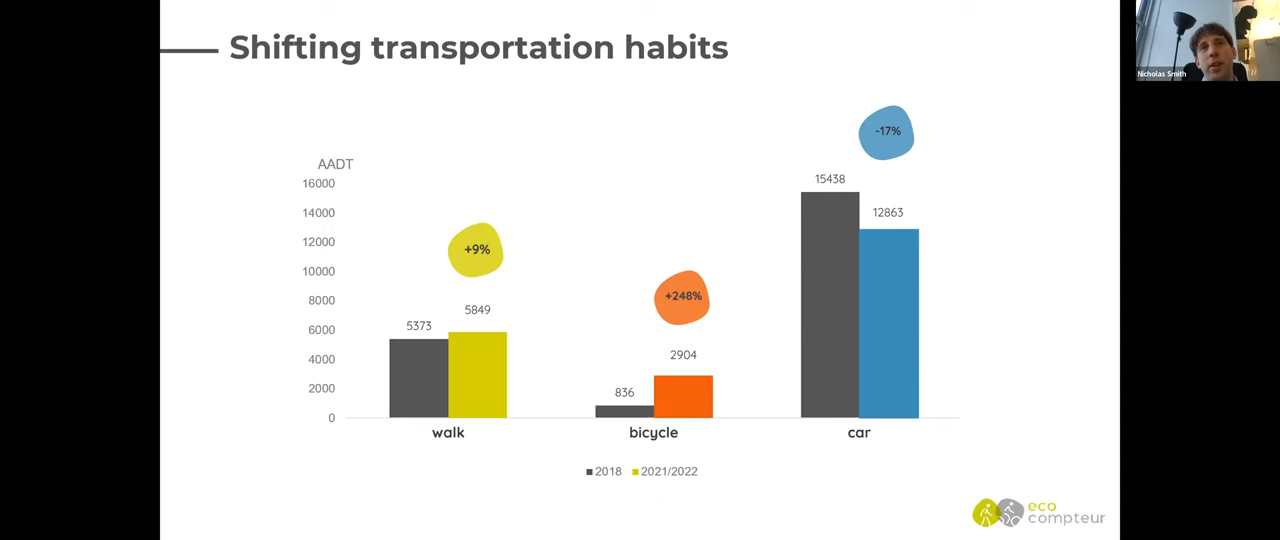 Shifting transportation habits
Nicholas Smith
-17%
AADT
16000
14000
12000
10000
8000
6000
4000
2000
0
+9%
+248%
5373
5849
836
2904
15438
12863
walk
bicycle
car
2018
2021/2022
eco
compteur